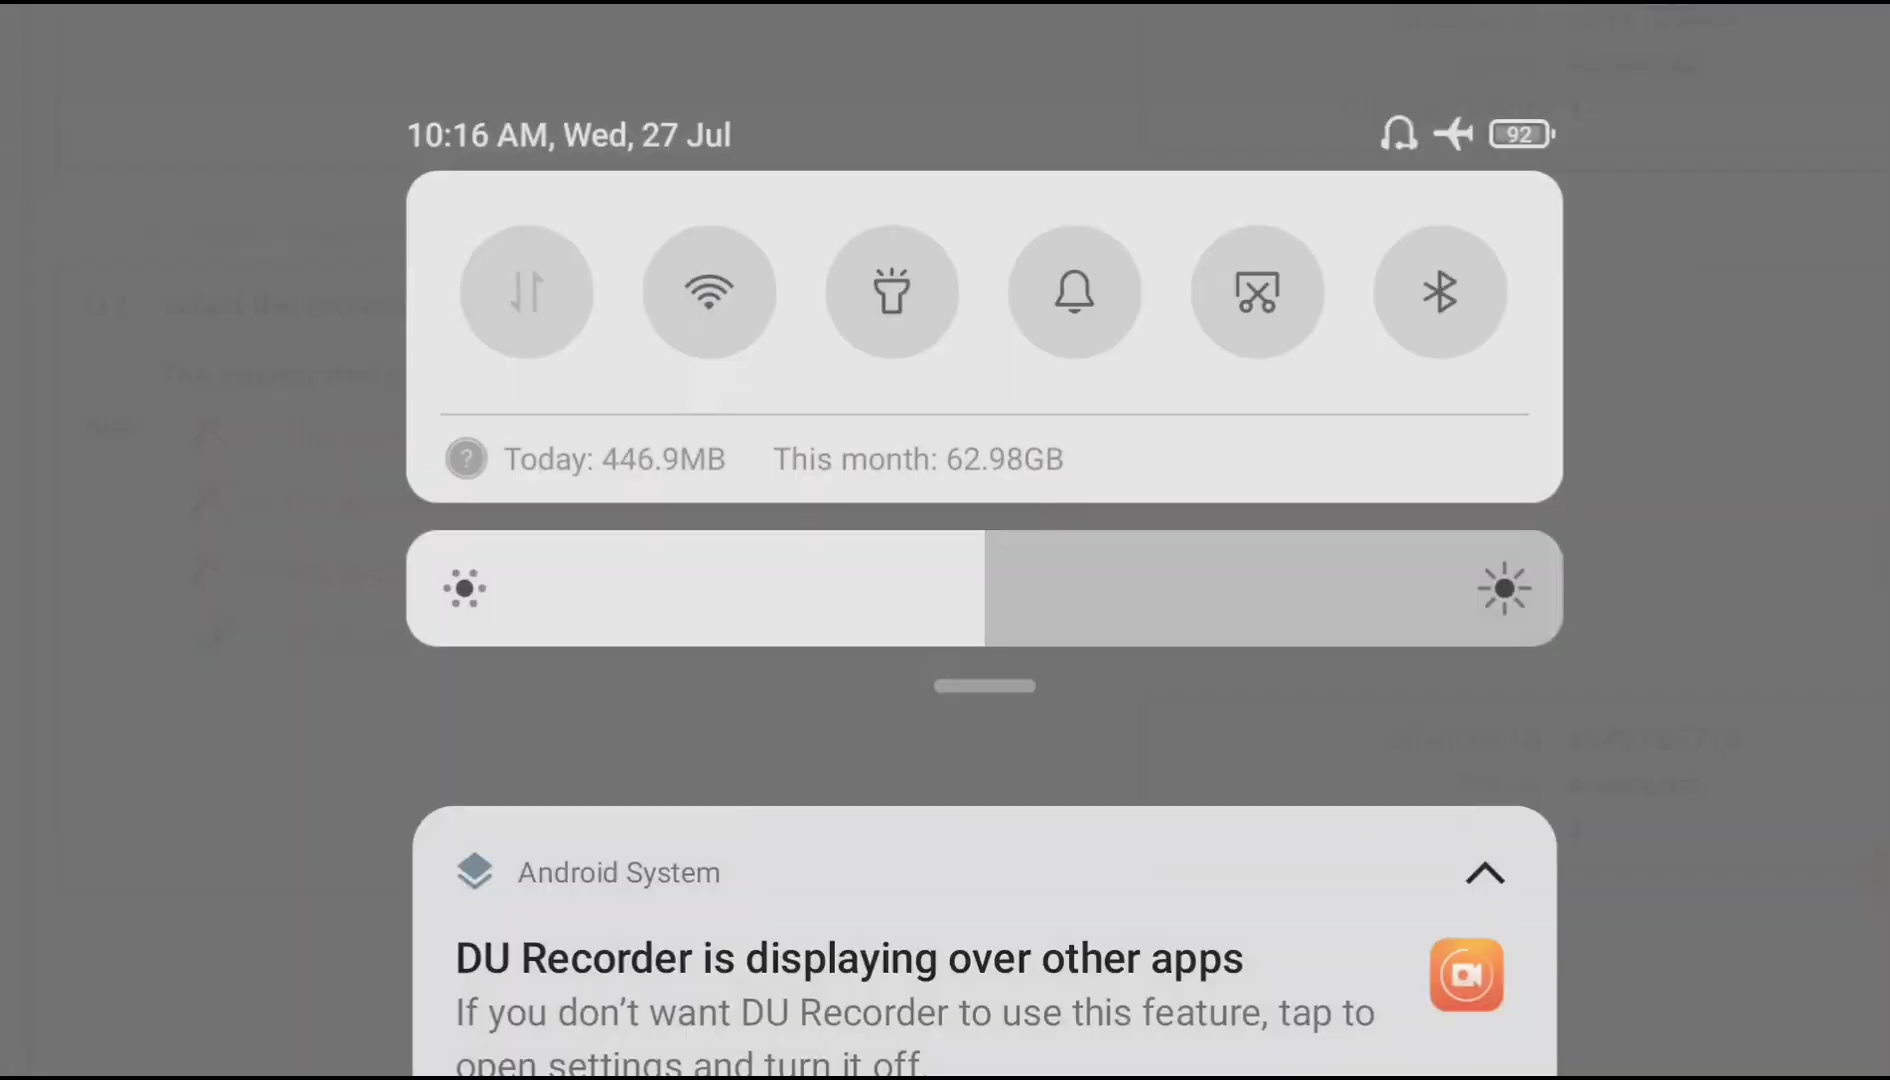 10:16 AM, Wed, 27 Jul
92
Today: 446.9MB This month: 62.98GB
Android System
DU Recorder is displaying over other apps
If you don’t want DU Recorder to use this feature, tap to
open settings and turn it off.